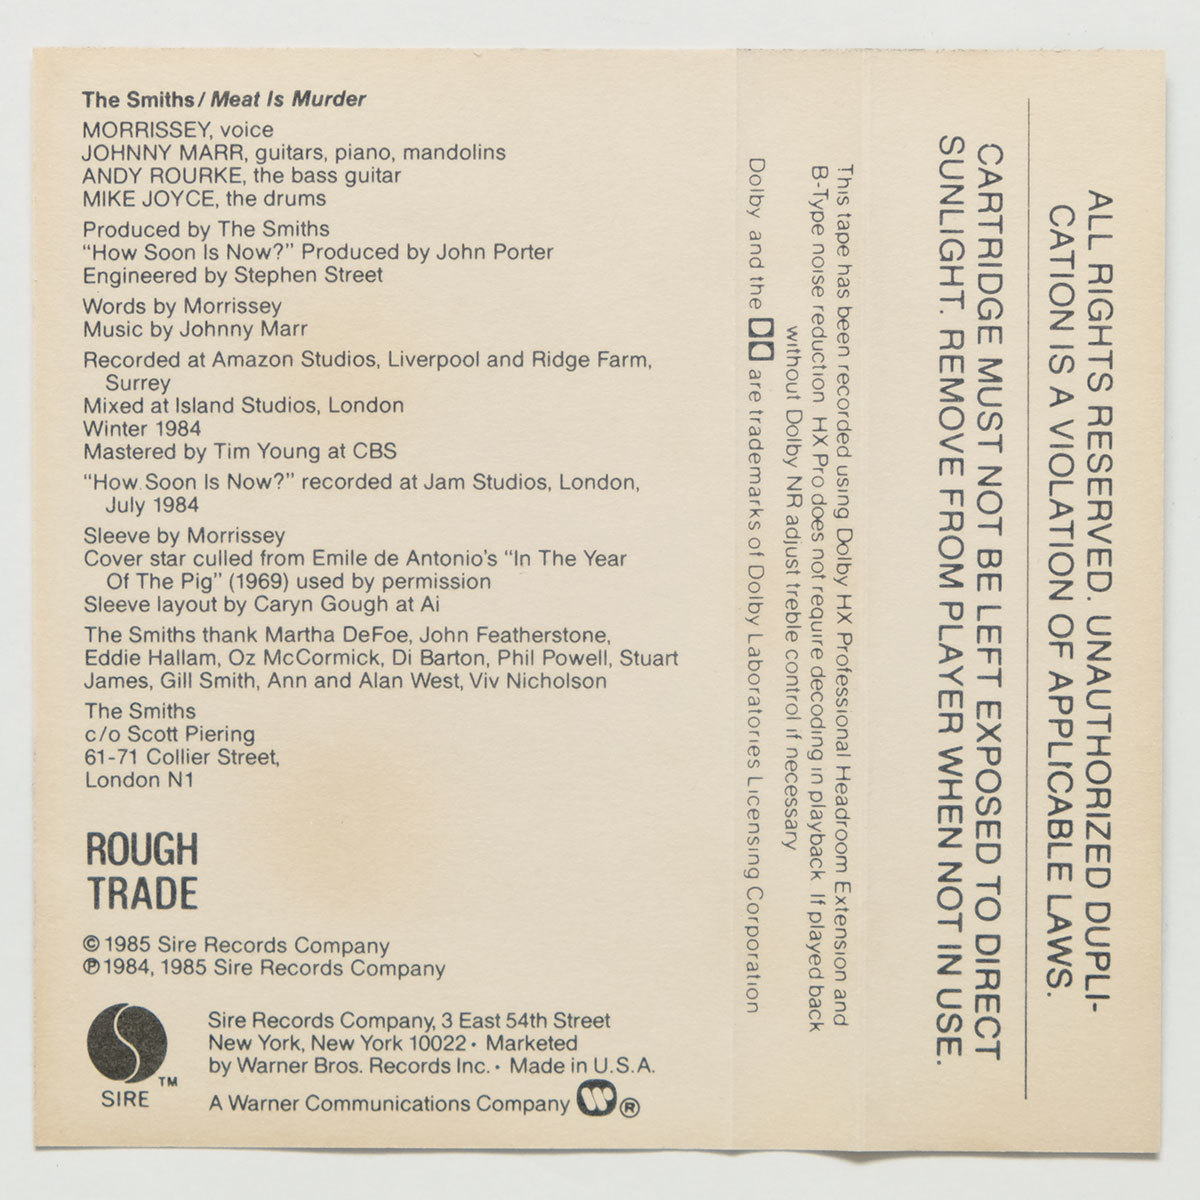 The Smiths / Meat Is Murder
MORRISSEY, voice
JOHNNY MARR, guitars, piano, mandolins
ANDY ROURKE, the bass guitar
MIKE JOYCE, the drums
Produced by The Smiths
“How Soon Is Now?” Produced by John Porter
Engineered by Stephen Street
Words by Morrissey
Music by Johnny Marr
Recorded at Amazon Studios, Liverpool and Ridge Farm,
Surrey
Mixed at Island Studios, London
Winter 1984
Mastered by Tim Young at CBS
“How Soon Is Now?” recorded at Jam Studios, London,
July 1984
Sleeve by Morrissey
Cover star culled from Emile de Antonio’s “In The Year
Of The Pig” (1969) used by permission
Sleeve layout by Caryn Gough at Ai
The Smiths thank Martha DeFoe, John Featherstone,
Eddie Hallam, Oz McCormick, Di Barton, Phil Powell, Stuart
James, Gill Smith, Ann and Alan West, Viv Nicholson
The Smiths
c/o Scott Piering
61-71 Collier Street,
London N1
ROUGH
TRADE
© 1985 Sire Records Company
℗ 1984, 1985 Sire Records Company
SIRE ™
Sire Records Company, 3 East 54th Street
New York, New York 10022 • Marketed
by Warner Bros. Records Inc. • Made in U.S.A.
A Warner Communications Company ®
This tape has been recorded using Dolby HX Professional Headroom Extension and
B-Type noise reduction HX Pro does not require decoding in playback If played back
without Dolby NR adjust treble control if necessary
Dolby and the are trademarks of Dolby Laboratories Licensing Corporation
ALL RIGHTS RESERVED. UNAUTHORIZED DUPLI-
CATION IS A VIOLATION OF APPLICABLE LAWS.
CARTRIDGE MUST NOT BE LEFT EXPOSED TO DIRECT
SUNLIGHT. REMOVE FROM PLAYER WHEN NOT IN USE.